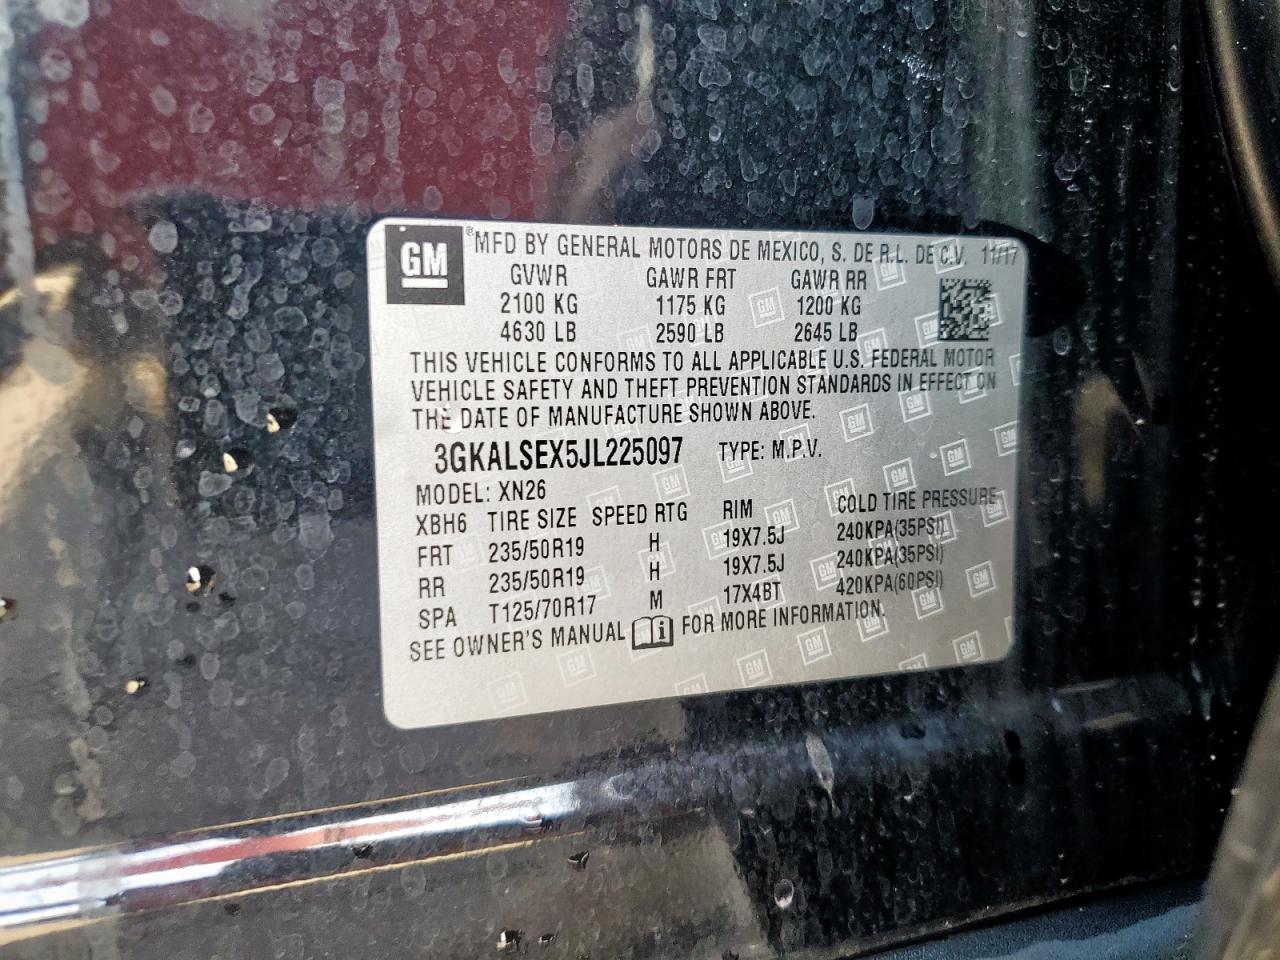 GM ® MFD BY GENERAL MOTORS DE MEXICO, S. DE R.L. DE C.V. 11/17
GVWR GAWR FRT GAWR RR
2100 KG 1175 KG 1200 KG
4630 LB 2590 LB 2645 LB
THIS VEHICLE CONFORMS TO ALL APPLICABLE U.S. FEDERAL MOTOR
VEHICLE SAFETY AND THEFT PREVENTION STANDARDS IN EFFECT ON
THE DATE OF MANUFACTURE SHOWN ABOVE.
3GKALSEX5JL225097 TYPE: M.P.V.
MODEL: XN26
XBH6 TIRE SIZE SPEED RTG RIM COLD TIRE PRESSURE
FRT 235/50R19 H 19X7.5J 240KPA(35PSI)
RR 235/50R19 H 19X7.5J 240KPA(35PSI)
SPA T125/70R17 M 17X4BT 420KPA(60PSI)
SEE OWNER'S MANUAL FOR MORE INFORMATION.